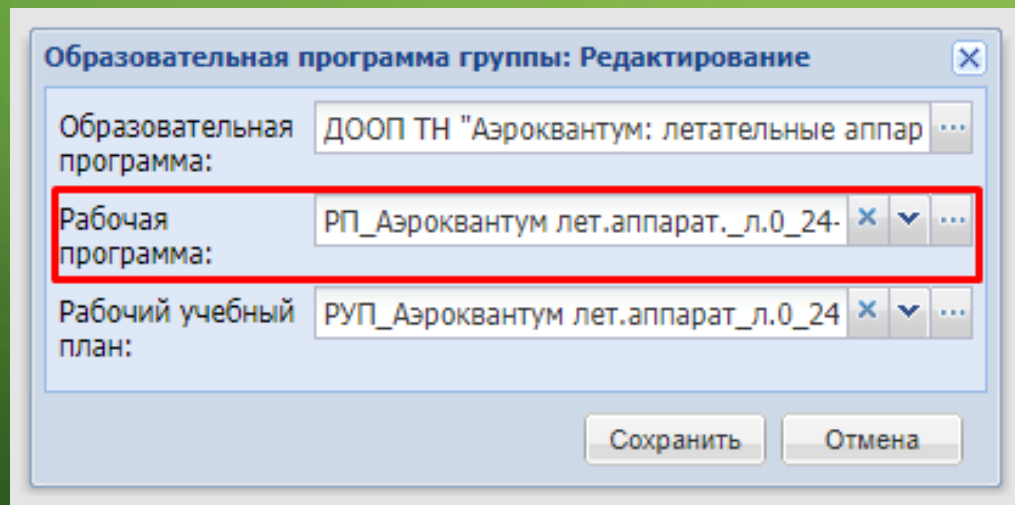 Образовательная программа группы: Редактирование
Образовательная программа:
ДООП ТН "Аэроквантум: летательные аппар
Рабочая программа:
РП_Аэроквантум лет.аппарат._л.0_24-
Рабочий учебный план:
РУП_Аэроквантум лет.аппарат_л.0_24
Сохранить
Отмена